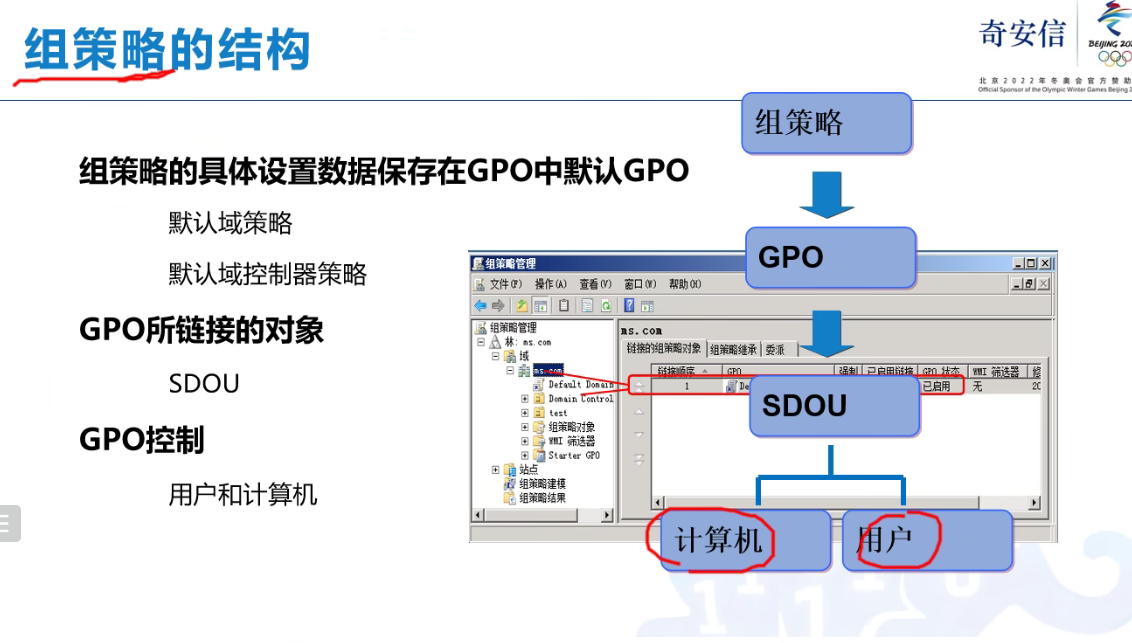 组策略的结构
奇安信
BEIJING 20
北京2022年冬奥会官方赞助
Official Sponsor of the Olympic Winter Games Beijing 2
组策略
组策略的具体设置数据保存在GPO中默认GPO
默认域策略
默认域控制器策略
GPO所链接的对象
SDOU
GPO控制
用户和计算机
GPO
组策略管理
文件(F) 操作(A) 查看(V) 窗口(W) 帮助(H)
组策略管理
林: ms.com
域
ms.com
Default Domain
Domain Control
test
组策略对象
WMI 筛选器
Starter GPO
站点
组策略建模
组策略结果
ms.com
链接的组策略对象 组策略继承 委派
链接顺序 GPO 强制 已启用链接 GPO 状态 WMI 筛选器 修
1 De 已启用 无 20
SDOU
计算机
用户